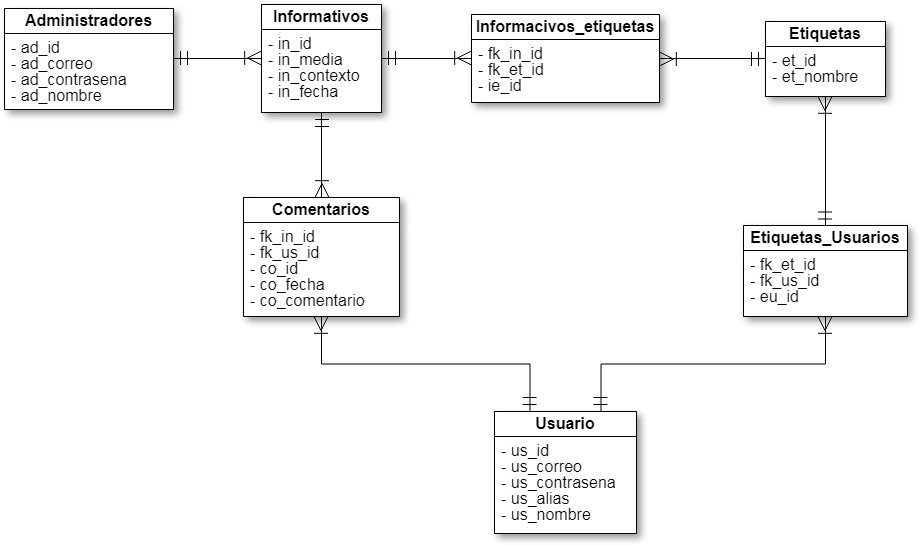 Administradores
- ad_id
- ad_correo
- ad_contrasena
- ad_nombre
Informativos
- in_id
- in_media
- in_contexto
- in_fecha
Informacivos_etiquetas
- fk_in_id
- fk_et_id
- ie_id
Etiquetas
- et_id
- et_nombre
Comentarios
- fk_in_id
- fk_us_id
- co_id
- co_fecha
- co_comentario
Etiquetas_Usuarios
- fk_et_id
- fk_us_id
- eu_id
Usuario
- us_id
- us_correo
- us_contrasena
- us_alias
- us_nombre